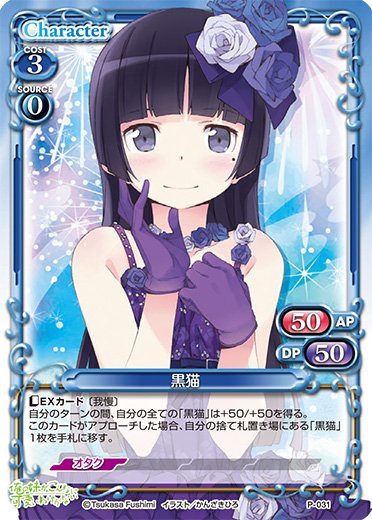 Character
COST
3
SOURCE
0
50 AP
DP 50
黒猫
EXカード〔我慢〕
自分のターンの間、自分の全ての「黒猫」は+50/+50を得る。
このカードがアプローチした場合、自分の捨て札置き場にある「黒猫」
1枚を手札に移す。
オタク
©Tsukasa Fushimi イラスト/かんざきひろ
P-031